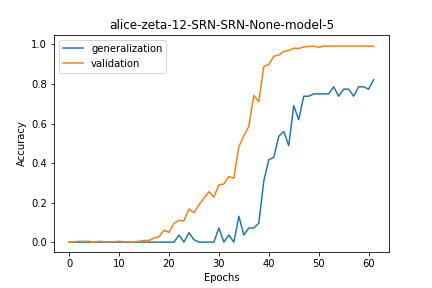 alice-zeta-12-SRN-SRN-None-model-5
generalization
validation
Accuracy
1.0
0.8
0.6
0.4
0.2
0.0
0 10 20 30 40 50 60
Epochs